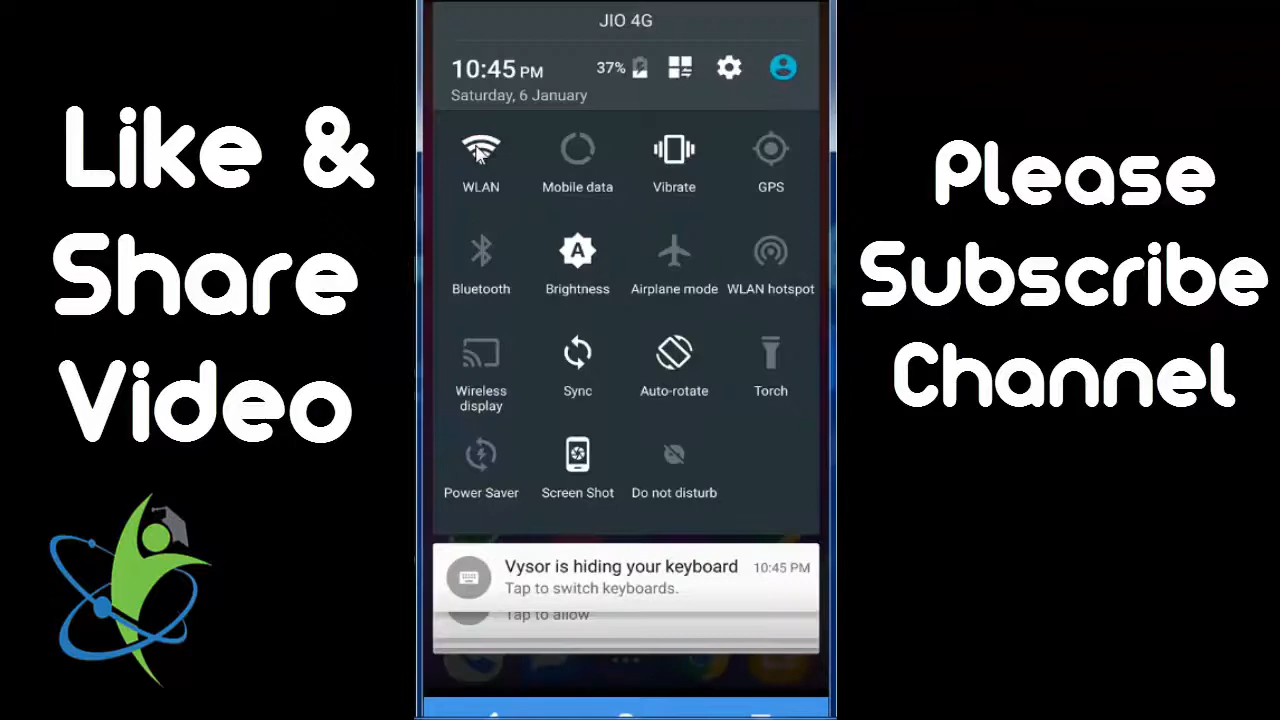 Like &
Share
Video
JIO 4G
10:45 PM
37%
Saturday, 6 January
WLAN
Mobile data
Vibrate
GPS
Bluetooth
A
Brightness
Airplane mode
WLAN hotspot
Wireless
display
Sync
Auto-rotate
Torch
Power Saver
Screen Shot
Do not disturb
Vysor is hiding your keyboard
10:45 PM
Tap to switch keyboards.
Tap to allow
Please
Subscribe
Channel